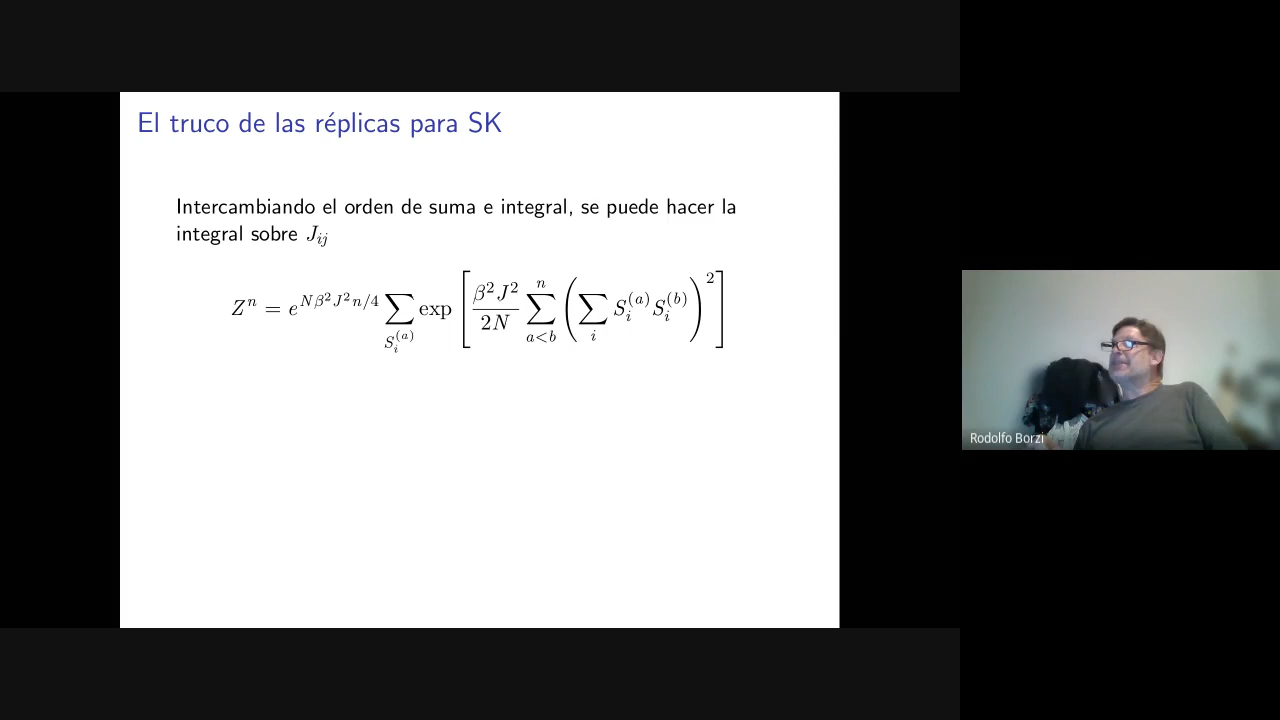 El truco de las réplicas para SK
Intercambiando el orden de suma e integral, se puede hacer la
integral sobre $J_{ij}$
$Z^n = e^{N\beta^2 J^2 n/4} \sum_{S_i^{(a)}} \exp\left[\frac{\beta^2 J^2}{2N} \sum_{a<b}^{n} \left(\sum_i S_i^{(a)} S_i^{(b)}\right)^2\right]$
Rodolfo Borzi